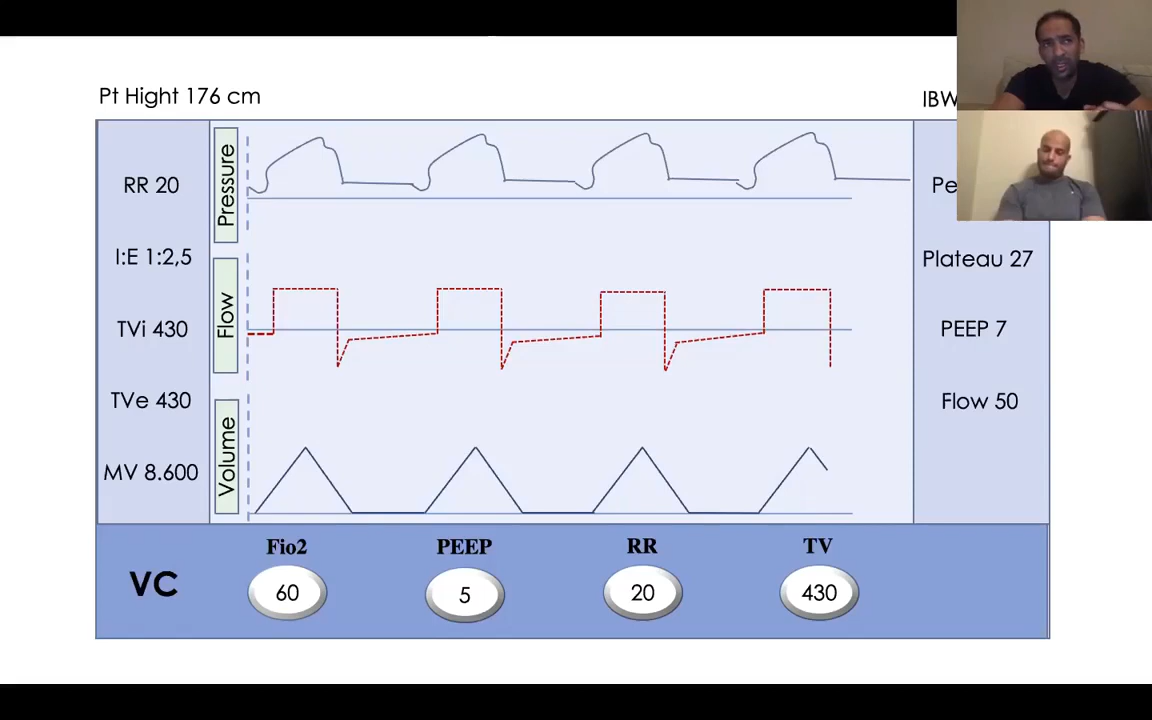 Pt Hight 176 cm
IBW
RR 20
I:E 1:2,5
TVi 430
TVe 430
MV 8.600
Pressure
Flow
Volume
Plateau 27
PEEP 7
Flow 50
VC
Fio2
PEEP
RR
TV
60
5
20
430